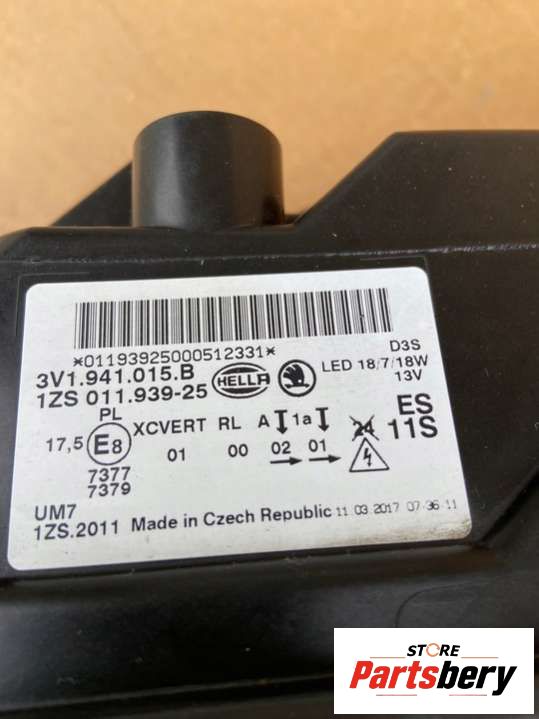 *01193925000512331*
3V1.941.015.B
1ZS 011.939-25
HELLA
D3S
LED 18/7/18W
13V
PL
17,5 E8
XCVERT RL A 1a
01 00 02 01
24
ES
11S
7377
7379
UM7
1ZS.2011 Made in Czech Republic 11 03 2017 07:36:11
STORE
Partsbery